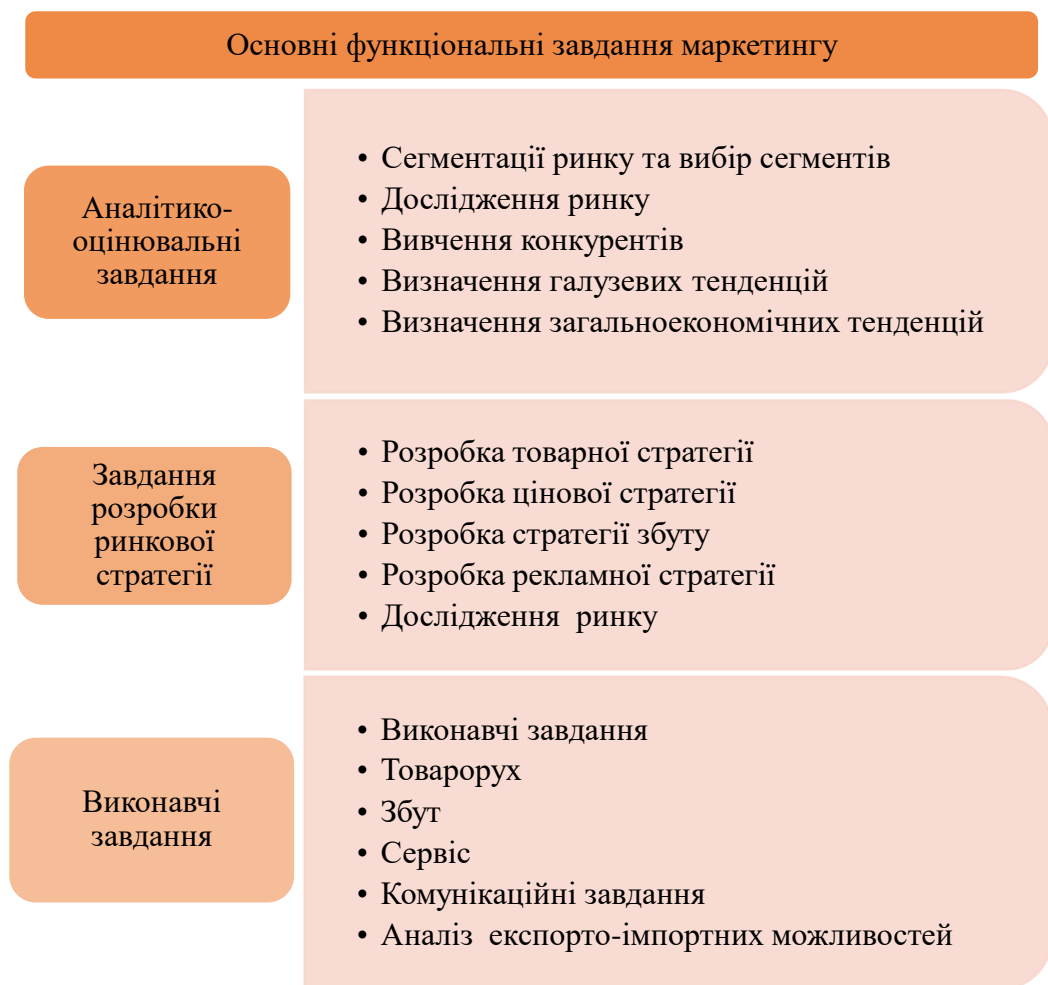 Основні функціональні завдання маркетингу
Аналітико-
оцінювальні
завдання
• Сегментації ринку та вибір сегментів
• Дослідження ринку
• Вивчення конкурентів
• Визначення галузевих тенденцій
• Визначення загальноекономічних тенденцій
Завдання
розробки
ринкової
стратегії
• Розробка товарної стратегії
• Розробка цінової стратегії
• Розробка стратегії збуту
• Розробка рекламної стратегії
• Дослідження  ринку
Виконавчі
завдання
• Виконавчі завдання
• Товарорух
• Збут
• Сервіс
• Комунікаційні завдання
• Аналіз  експорто-імпортних можливостей